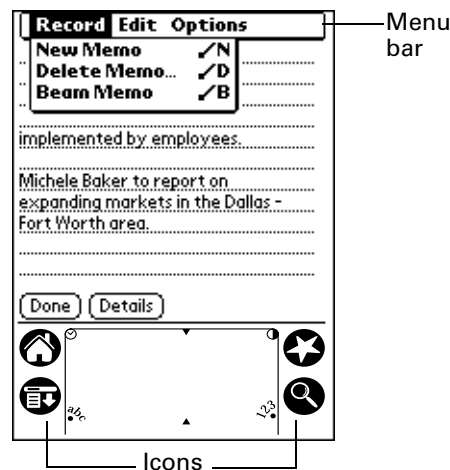 Record Edit Options
Menu bar
New Memo /N
Delete Memo... /D
Beam Memo /B
implemented by employees.
Michele Baker to report on
expanding markets in the Dallas -
Fort Worth area.
Done Details
abc 123
Icons